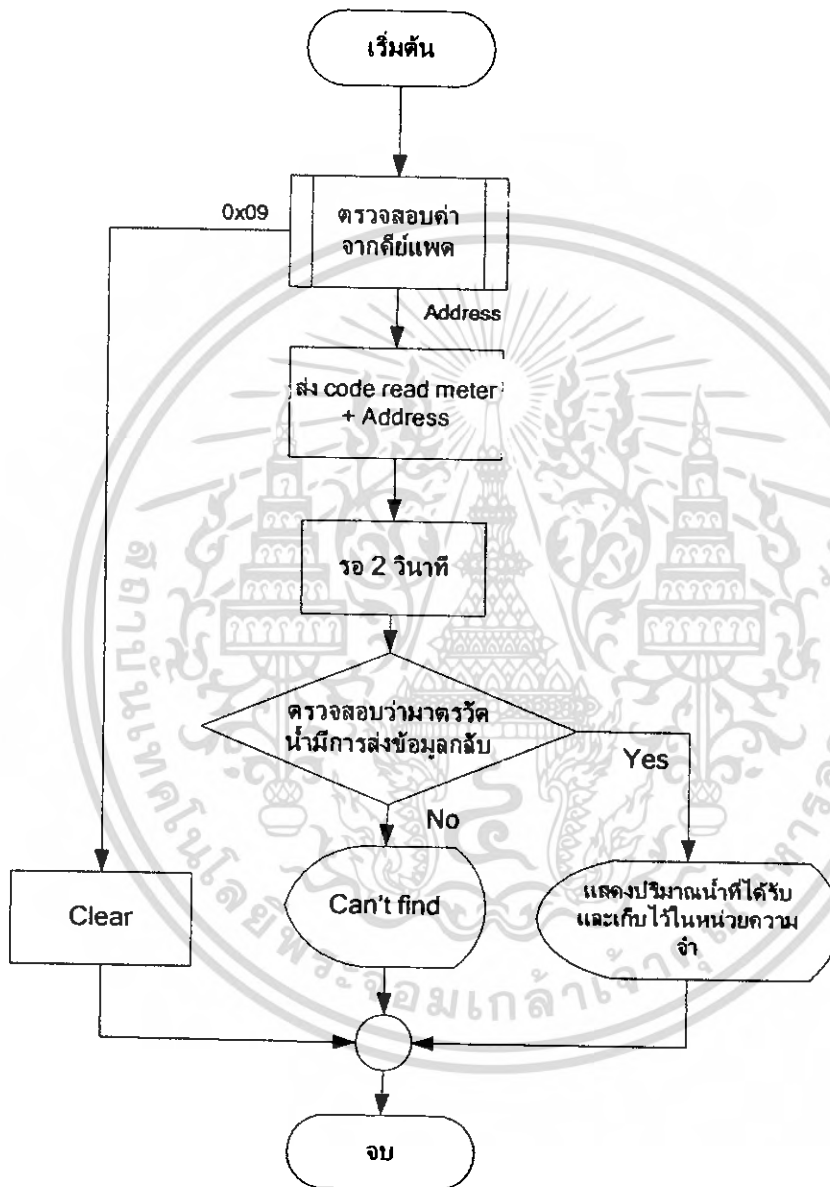 เริ่มต้น
0x09
ตรวจสอบค่า
จากคีย์แพด
Address
ส่ง code read meter
+ Address
รอ 2 วินาที
ตรวจสอบว่ามาตรวัด
น้ำมีการส่งข้อมูลกลับ
Yes
No
Clear
Can't find
แสดงปริมาณน้ำที่ได้รับ
และเก็บไว้ในหน่วยความ
จำ
จบ